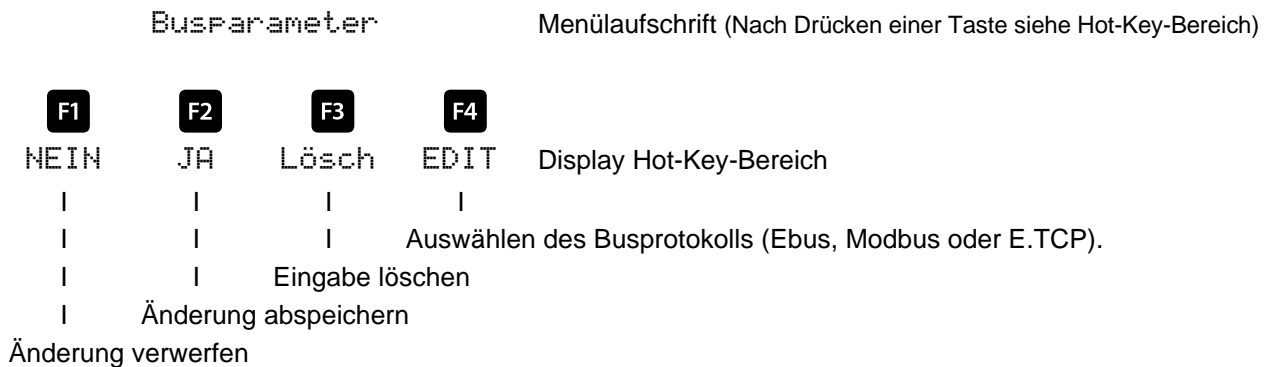 Busparameter Menülaufschrift (Nach Drücken einer Taste siehe Hot-Key-Bereich)
F1 F2 F3 F4
NEIN JA Lösch EDIT Display Hot-Key-Bereich
I I I I
I I I Auswählen des Busprotokolls (Ebus, Modbus oder E.TCP).
I I Eingabe löschen
I Änderung abspeichern
Änderung verwerfen